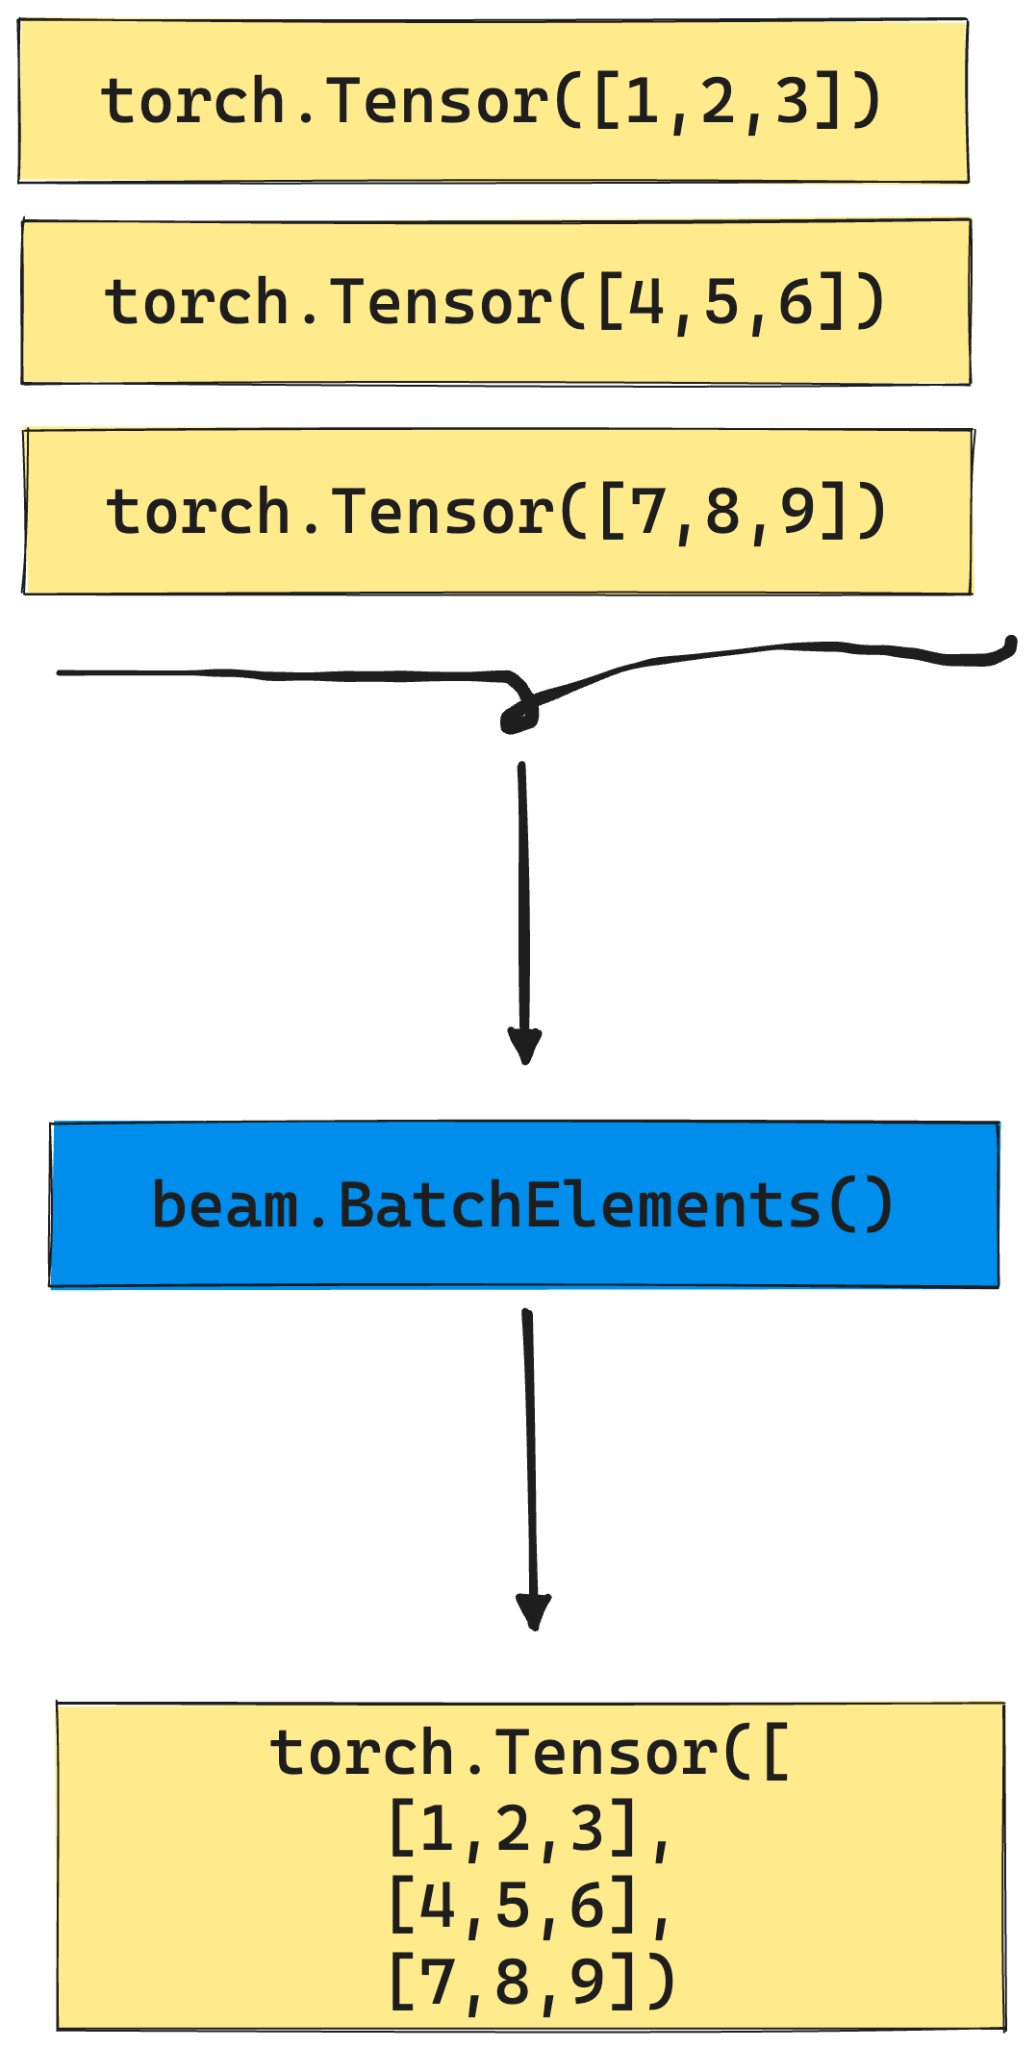 torch.Tensor([1,2,3])
torch.Tensor([4,5,6])
torch.Tensor([7,8,9])
beam.BatchElements()
torch.Tensor([
[1,2,3],
[4,5,6],
[7,8,9])